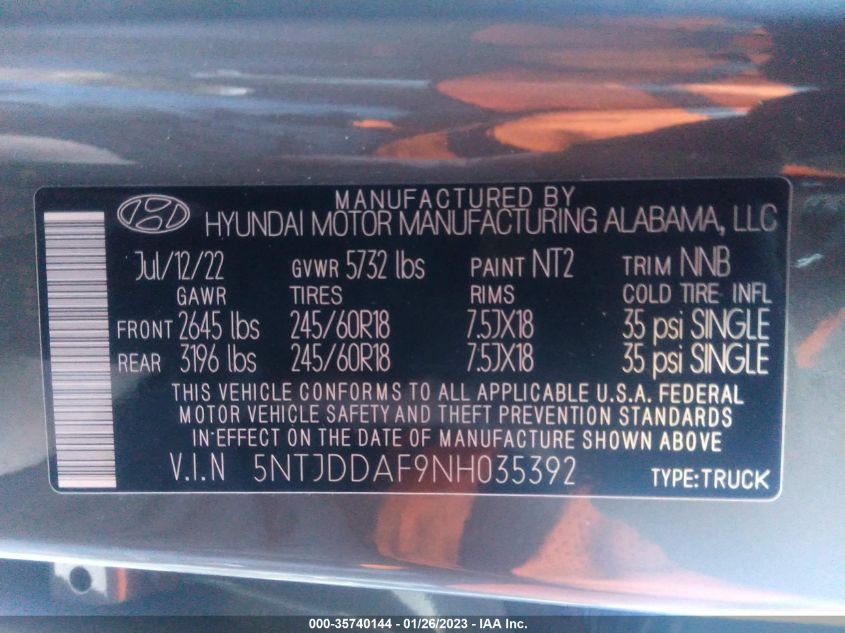 MANUFACTURED BY
HYUNDAI MOTOR MANUFACTURING ALABAMA, LLC
Jul/12/22 GVWR 5732 lbs PAINT NT2 TRIM NNB
GAWR TIRES RIMS COLD TIRE INFL
FRONT 2645 lbs 245/60R18 7.5JX18 35 psi SINGLE
REAR 3196 lbs 245/60R18 7.5JX18 35 psi SINGLE
THIS VEHICLE CONFORMS TO ALL APPLICABLE U.S.A. FEDERAL
MOTOR VEHICLE SAFETY AND THEFT PREVENTION STANDARDS
IN EFFECT ON THE DATE OF MANUFACTURE SHOWN ABOVE
V.I.N 5NTJDDAF9NH035392 TYPE:TRUCK
000-35740144 - 01/26/2023 - IAA Inc.